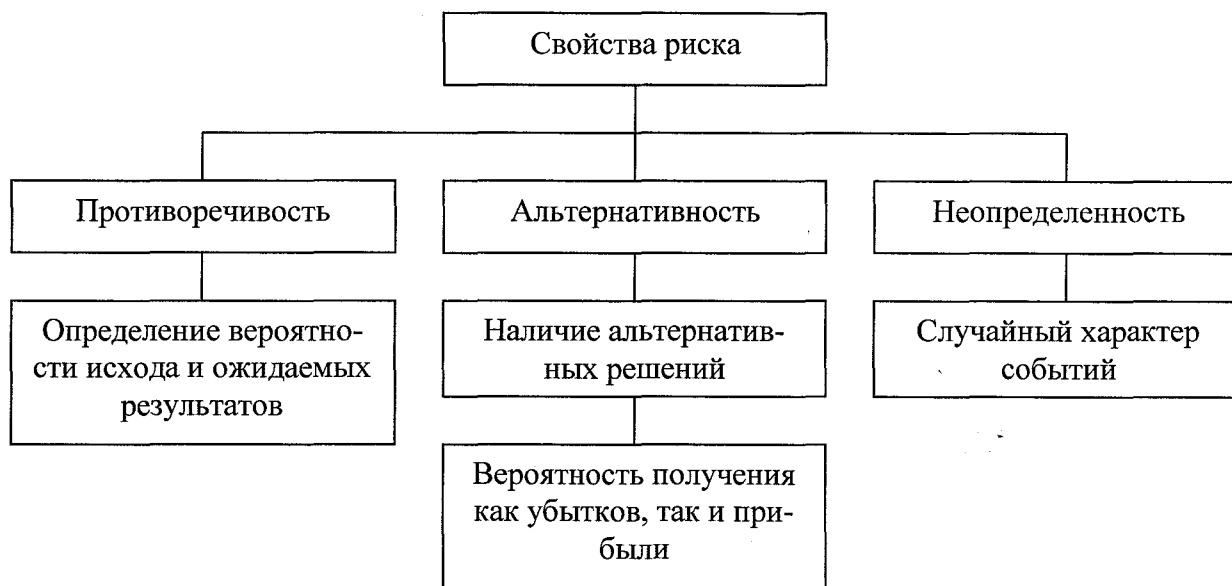 Свойства риска
Противоречивость
Альтернативность
Неопределенность
Определение вероятно-
сти исхода и ожидаемых
результатов
Наличие альтернатив-
ных решений
Случайный характер
событий
Вероятность получения
как убытков, так и при-
были